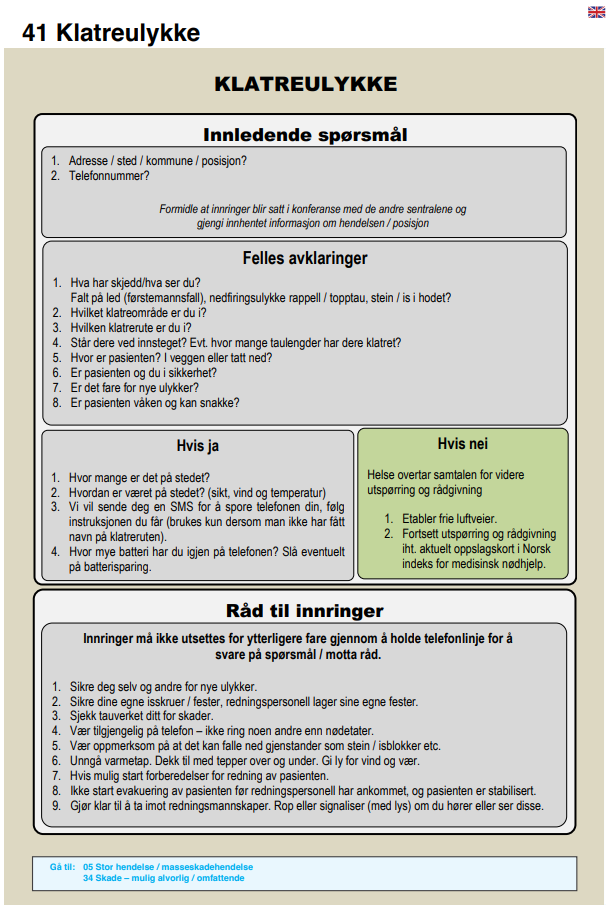 41 Klatreulykke
KLATREULYKKE
Innledende spørsmål
1. Adresse / sted / kommune / posisjon?
2. Telefonnummer?
Formidle at innringer blir satt i konferanse med de andre sentralene og
gjengi innhentet informasjon om hendelsen / posisjon
Felles avklaringer
1. Hva har skjedd/hva ser du?
Falt på led (førstemannsfall), nedfiringsulykke rappell / topptau, stein / is i hodet?
2. Hvilket klatreområde er du i?
3. Hvilken klatrerute er du i?
4. Står dere ved innsteget? Evt. hvor mange taulengder har dere klatret?
5. Hvor er pasienten? I veggen eller tatt ned?
6. Er pasienten og du i sikkerhet?
7. Er det fare for nye ulykker?
8. Er pasienten våken og kan snakke?
Hvis ja
1. Hvor mange er det på stedet?
2. Hvordan er været på stedet? (sikt, vind og temperatur)
3. Vi vil sende deg en SMS for å spore telefonen din, følg
instruksjonen du får (brukes kun dersom man ikke har fått
navn på klatreruten).
4. Hvor mye batteri har du igjen på telefonen? Slå eventuelt
på batterisparing.
Hvis nei
Helse overtar samtalen for videre
utspørring og rådgivning
1. Etabler frie luftveier.
2. Fortsett utspørring og rådgivning
iht. aktuelt oppslagskort i Norsk
indeks for medisinsk nødhjelp.
Råd til innringer
Innringer må ikke utsettes for ytterligere fare gjennom å holde telefonlinje for å
svare på spørsmål / motta råd.
1. Sikre deg selv og andre for nye ulykker.
2. Sikre dine egne isskruer / fester, redningspersonell lager sine egne fester.
3. Sjekk tauverket ditt for skader.
4. Vær tilgjengelig på telefon – ikke ring noen andre enn nødetater.
5. Vær oppmerksom på at det kan falle ned gjenstander som stein / isblokker etc.
6. Unngå varmetap. Dekk til med tepper over og under. Gi ly for vind og vær.
7. Hvis mulig start forberedelser for redning av pasienten.
8. Ikke start evakuering av pasienten før redningspersonell har ankommet, og pasienten er stabilisert.
9. Gjør klar til å ta imot redningsmannskaper. Rop eller signaliser (med lys) om du hører eller ser disse.
Gå til: 05 Stor hendelse / masseskadehendelse
34 Skade – mulig alvorlig / omfattende